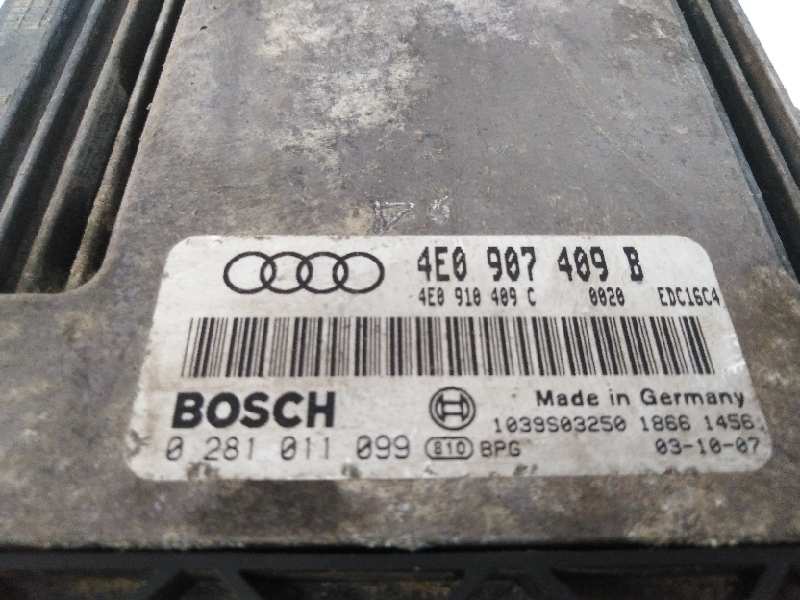 4E0 907 409 B
4E0 910 409 C 0020 EDC16C4
BOSCH
Made in Germany
1039S03250 1866 1456
0 281 011 099 810 BPG 03-10-07